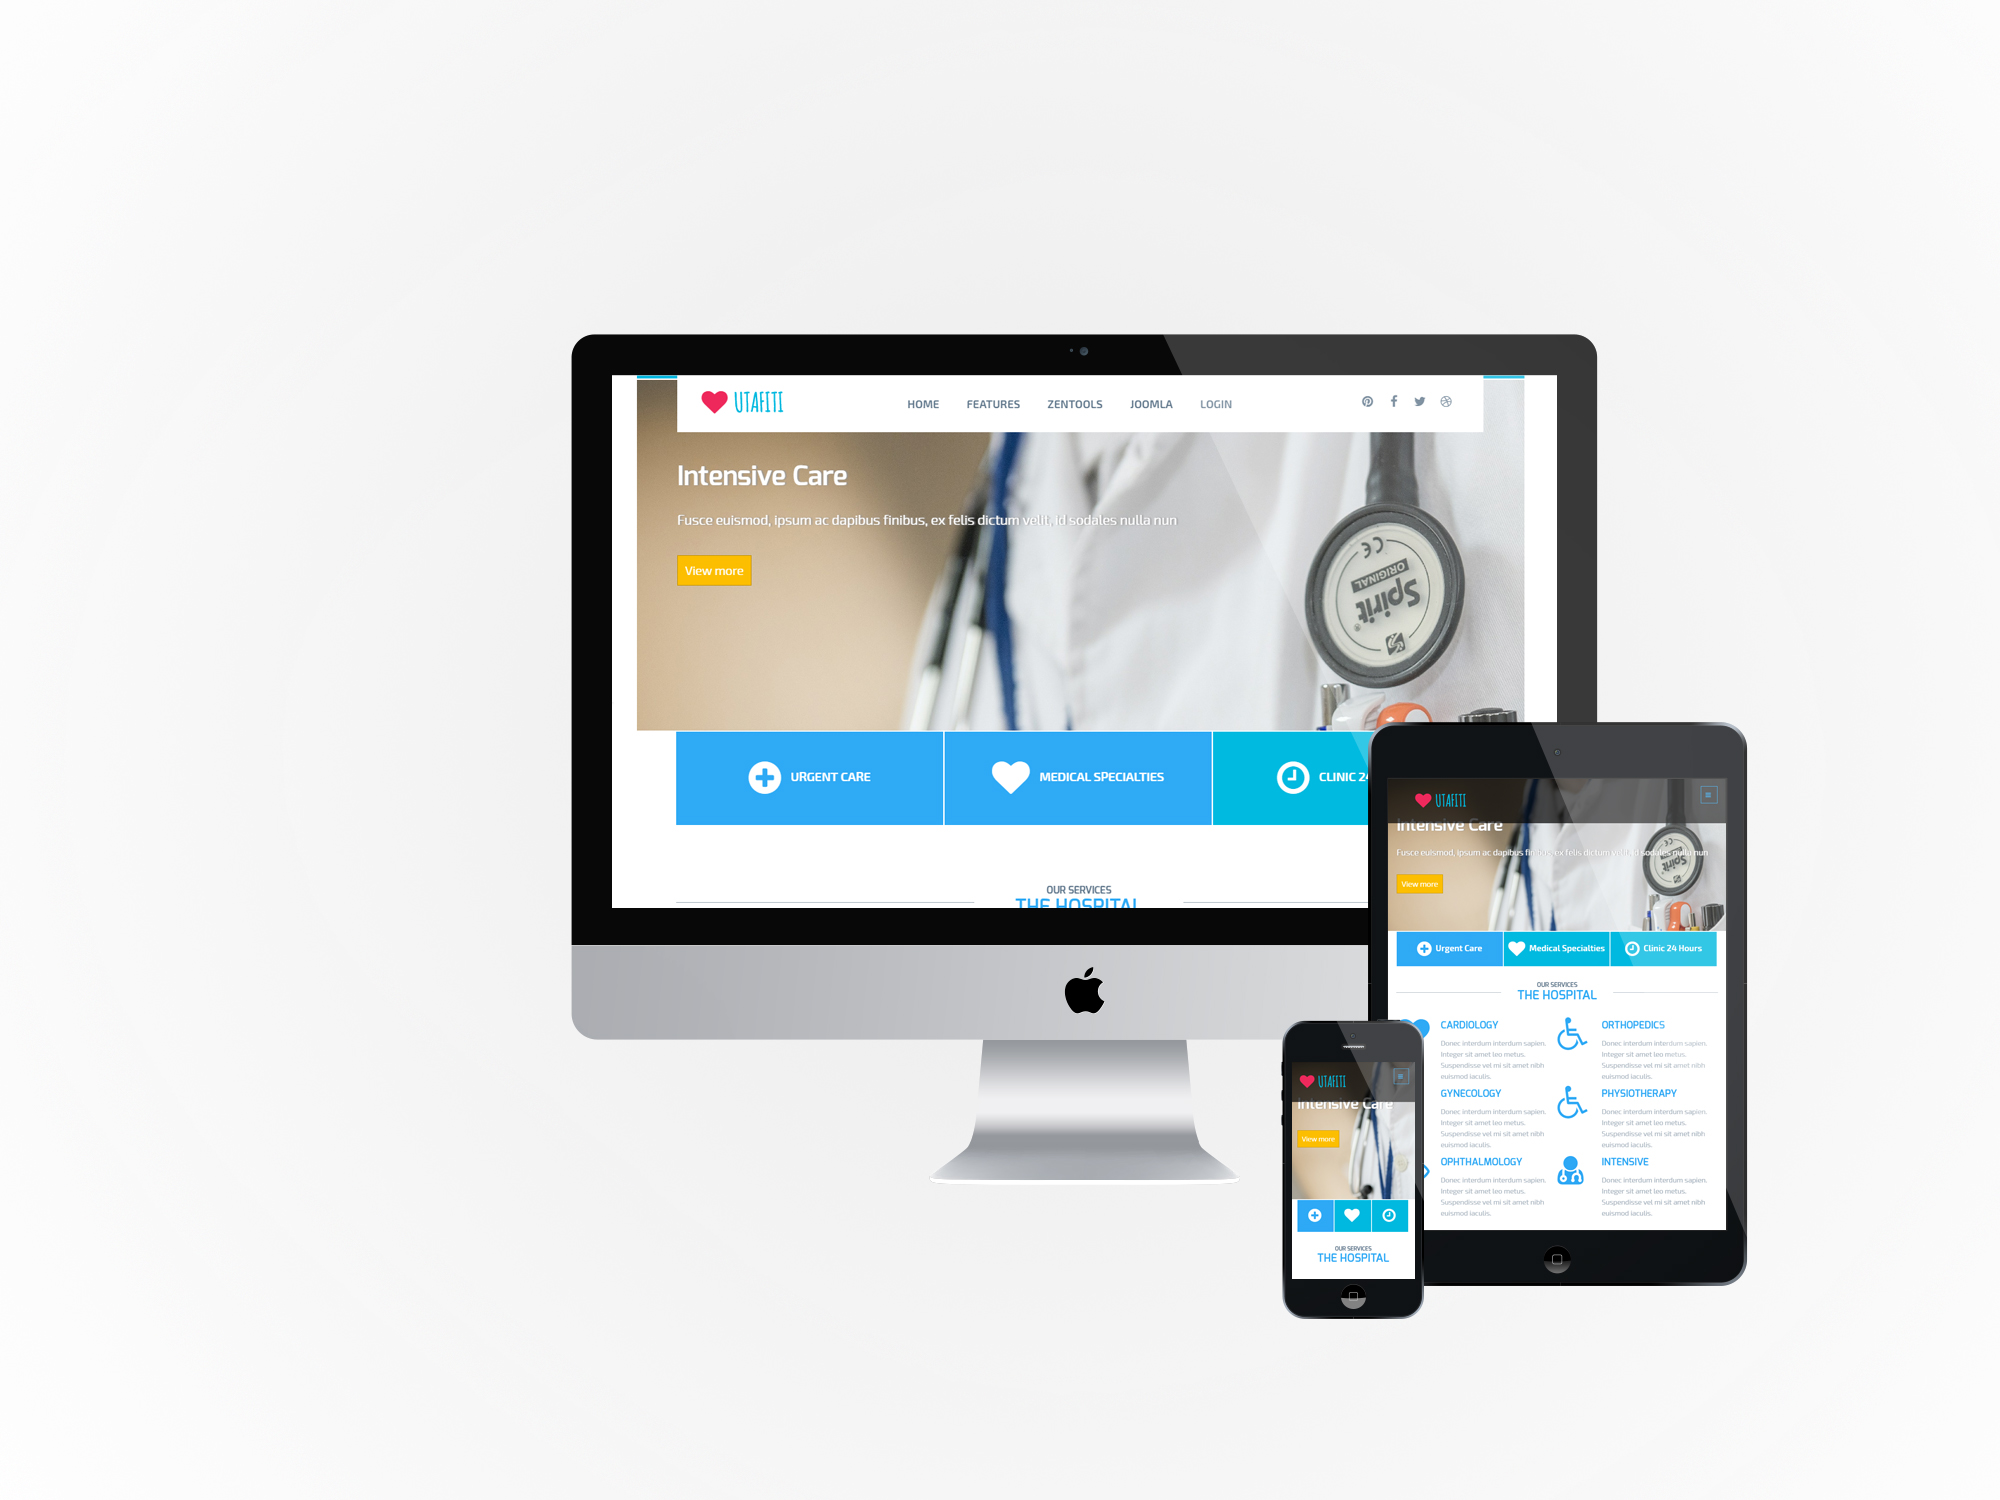 UTAFITI
HOME FEATURES ZENTOOLS JOOMLA LOGIN
Intensive Care
Fusce euismod, ipsum ac dapibus finibus, ex felis dictum velit, id sodales nulla nun
View more
CE
ORIGINAL
Spirit®
URGENT CARE
MEDICAL SPECIALTIES
CLINIC 24
OUR SERVICES
THE HOSPITAL
UTAFITI
Intensive Care
Fusce euismod, ipsum ac dapibus finibus, ex felis dictum velit, id sodales nulla nun
Spirit
View more
Urgent Care
Medical Specialties
Clinic 24 Hours
OUR SERVICES
THE HOSPITAL
CARDIOLOGY
Donec interdum interdum sapien.
Integer sit amet leo metus.
Suspendisse vel mi sit amet nibh
euismod iaculis.
ORTHOPEDICS
Donec interdum interdum sapien.
Integer sit amet leo metus.
Suspendisse vel mi sit amet nibh
euismod iaculis.
GYNECOLOGY
Donec interdum interdum sapien.
Integer sit amet leo metus.
Suspendisse vel mi sit amet nibh
euismod iaculis.
PHYSIOTHERAPY
Donec interdum interdum sapien.
Integer sit amet leo metus.
Suspendisse vel mi sit amet nibh
euismod iaculis.
OPHTHALMOLOGY
Donec interdum interdum sapien.
Integer sit amet leo metus.
Suspendisse vel mi sit amet nibh
euismod iaculis.
INTENSIVE
Donec interdum interdum sapien.
Integer sit amet leo metus.
Suspendisse vel mi sit amet nibh
euismod iaculis.
UTAFITI
Intensive Care
View more
OUR SERVICES
THE HOSPITAL